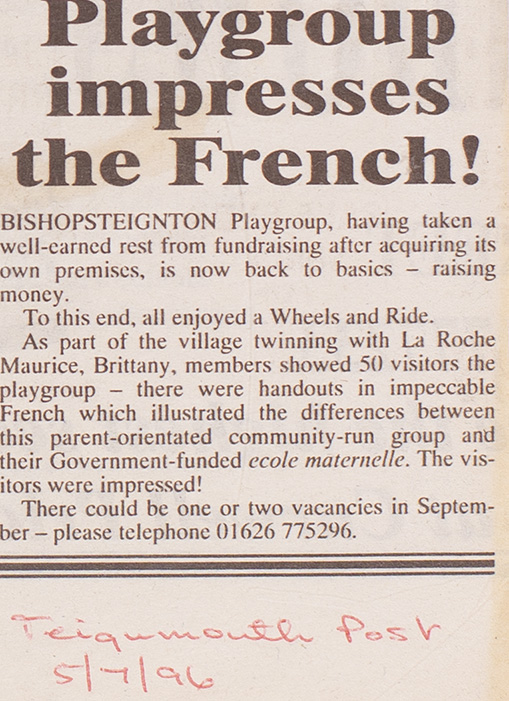 Playgroup
impresses
the French!
BISHOPSTEIGNTON Playgroup, having taken a
well-earned rest from fundraising after acquiring its
own premises, is now back to basics – raising
money.
To this end, all enjoyed a Wheels and Ride.
As part of the village twinning with La Roche
Maurice, Brittany, members showed 50 visitors the
playgroup – there were handouts in impeccable
French which illustrated the differences between
this parent-orientated community-run group and
their Government-funded ecole maternelle. The vis-
itors were impressed!
There could be one or two vacancies in Septem-
ber – please telephone 01626 775296.
Teignmouth Post
5/7/96